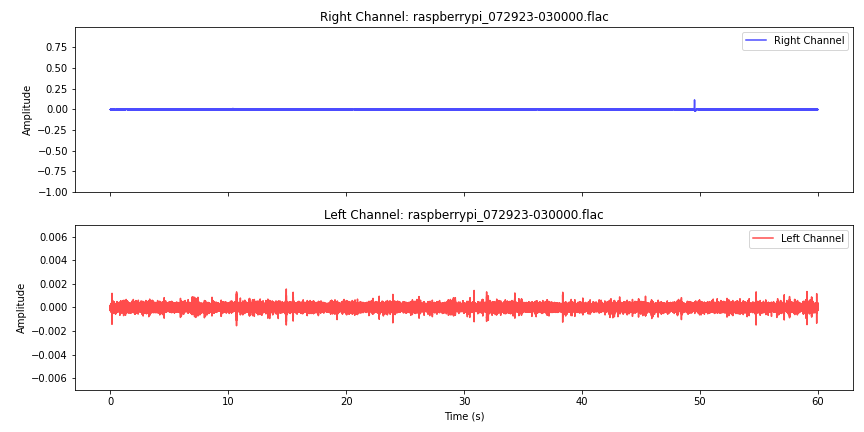 Right Channel: raspberrypi_072923-030000.flac
Right Channel
Amplitude
0.75
0.50
0.25
0.00
−0.25
−0.50
−0.75
−1.00
Left Channel: raspberrypi_072923-030000.flac
Left Channel
Amplitude
0.006
0.004
0.002
0.000
−0.002
−0.004
−0.006
0 10 20 30 40 50 60
Time (s)